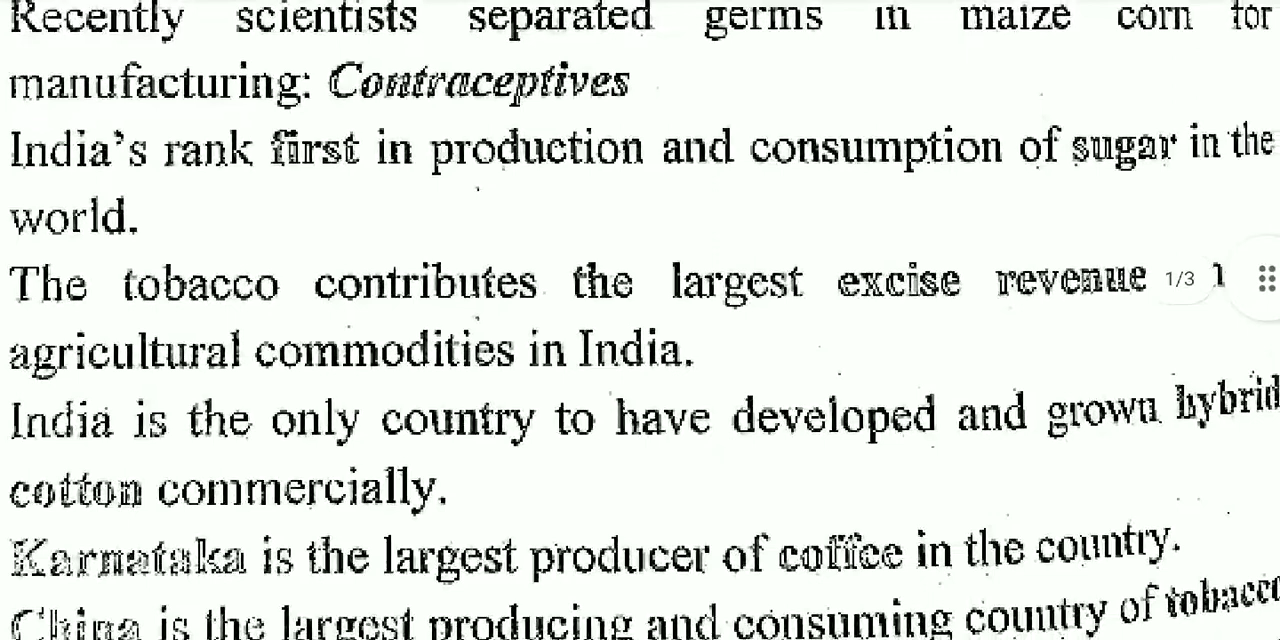 Recently scientists separated germs in maize corn for
manufacturing: Contraceptives
India's rank first in production and consumption of sugar in the
world.
The tobacco contributes the largest excise revenue 1/3 1
agricultural commodities in India.
India is the only country to have developed and grown hybrid
cotton commercially.
Karnataka is the largest producer of coffee in the country.
China is the largest producing and consuming country of tobacco